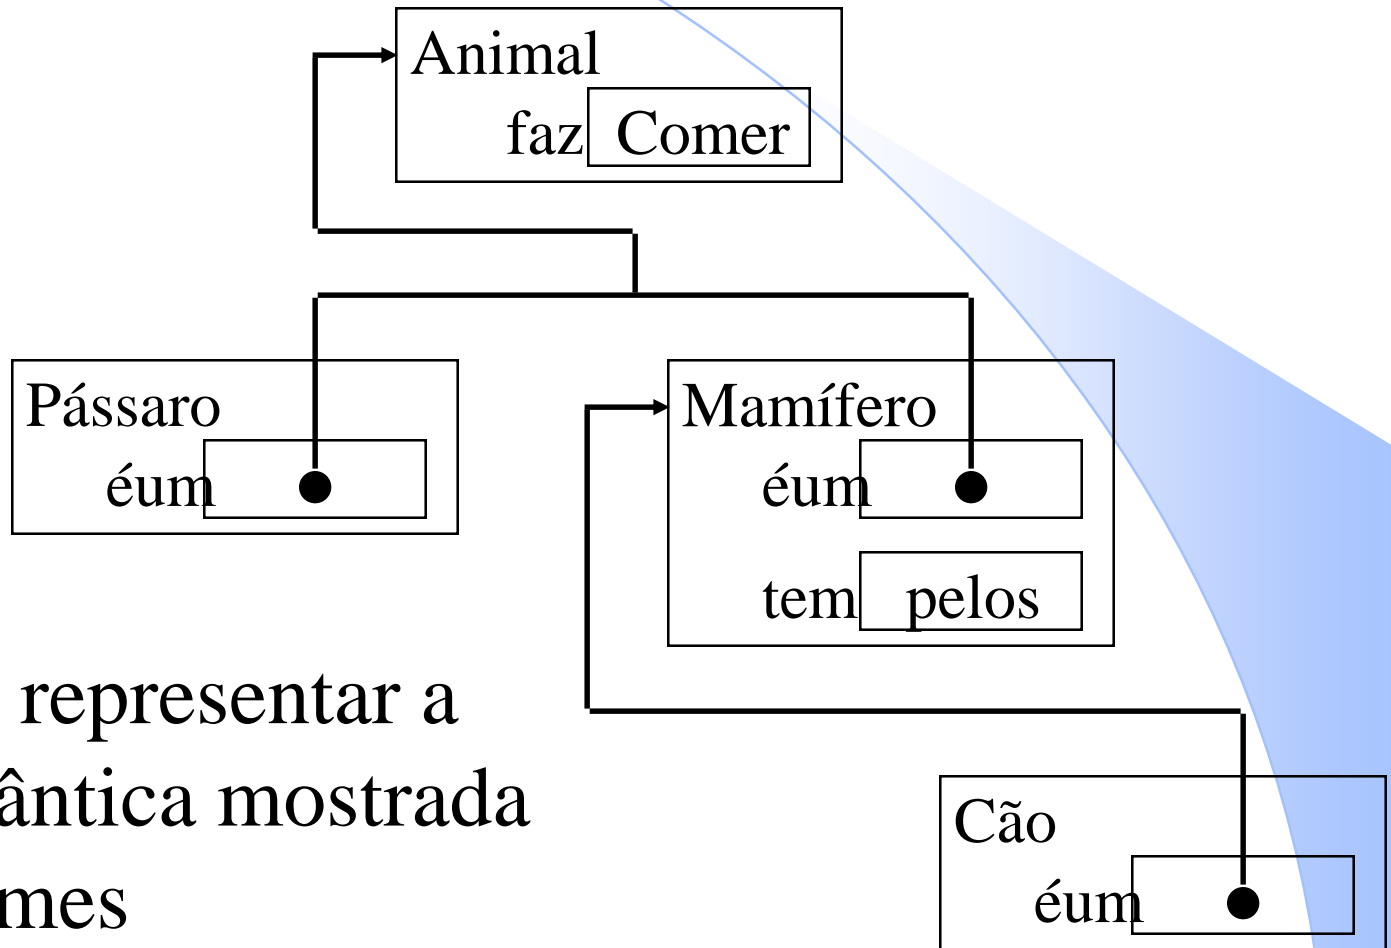 Animal
faz Comer
Pássaro
éum
Mamífero
éum
tem pelos
representar a
ântica mostrada
mes
Cão
éum